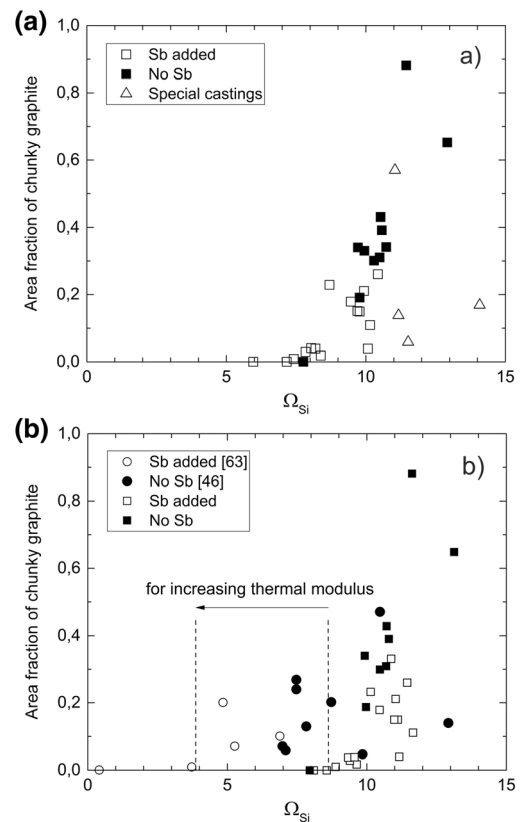 (a)
a)
Sb added
No Sb
Special castings
Area fraction of chunky graphite
1,0
0,8
0,6
0,4
0,2
0,0
0 5 10 15
ΩSi
(b)
b)
Sb added [63]
No Sb [46]
Sb added
No Sb
for increasing thermal modulus
Area fraction of chunky graphite
1,0
0,8
0,6
0,4
0,2
0,0
0 5 10 15
ΩSi